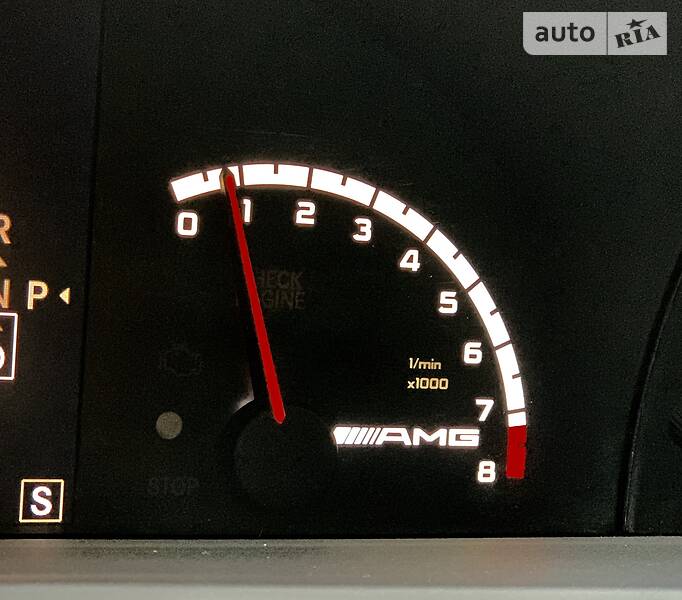 auto RIA
0 1 2 3 4 5 6 7 8
R
N P
CHECK
ENGINE
1/min
x1000
AMG
S
STOP